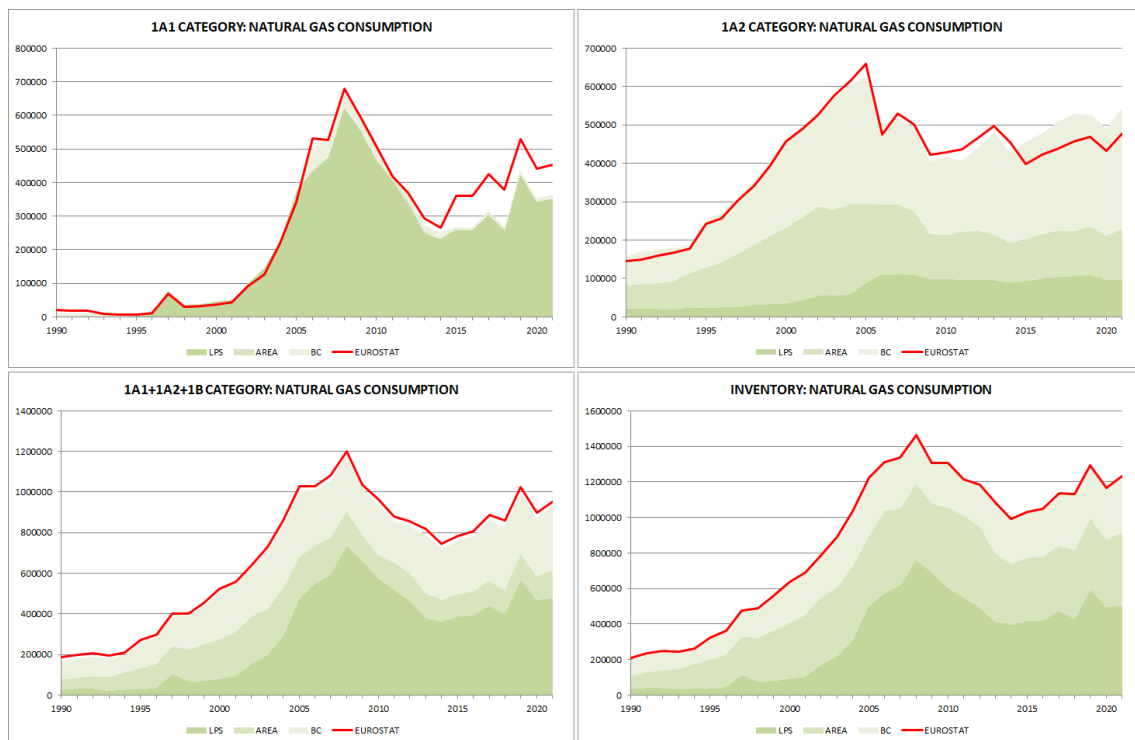 1A1 CATEGORY: NATURAL GAS CONSUMPTION
800000
700000
600000
500000
400000
300000
200000
100000
0
1990 1995 2000 2005 2010 2015 2020
LPS AREA BC EUROSTAT
1A2 CATEGORY: NATURAL GAS CONSUMPTION
700000
600000
500000
400000
300000
200000
100000
0
1990 1995 2000 2005 2010 2015 2020
LPS AREA BC EUROSTAT
1A1+1A2+1B CATEGORY: NATURAL GAS CONSUMPTION
1400000
1200000
1000000
800000
600000
400000
200000
0
1990 1995 2000 2005 2010 2015 2020
LPS AREA BC EUROSTAT
INVENTORY: NATURAL GAS CONSUMPTION
1600000
1400000
1200000
1000000
800000
600000
400000
200000
0
1990 1995 2000 2005 2010 2015 2020
LPS AREA BC EUROSTAT